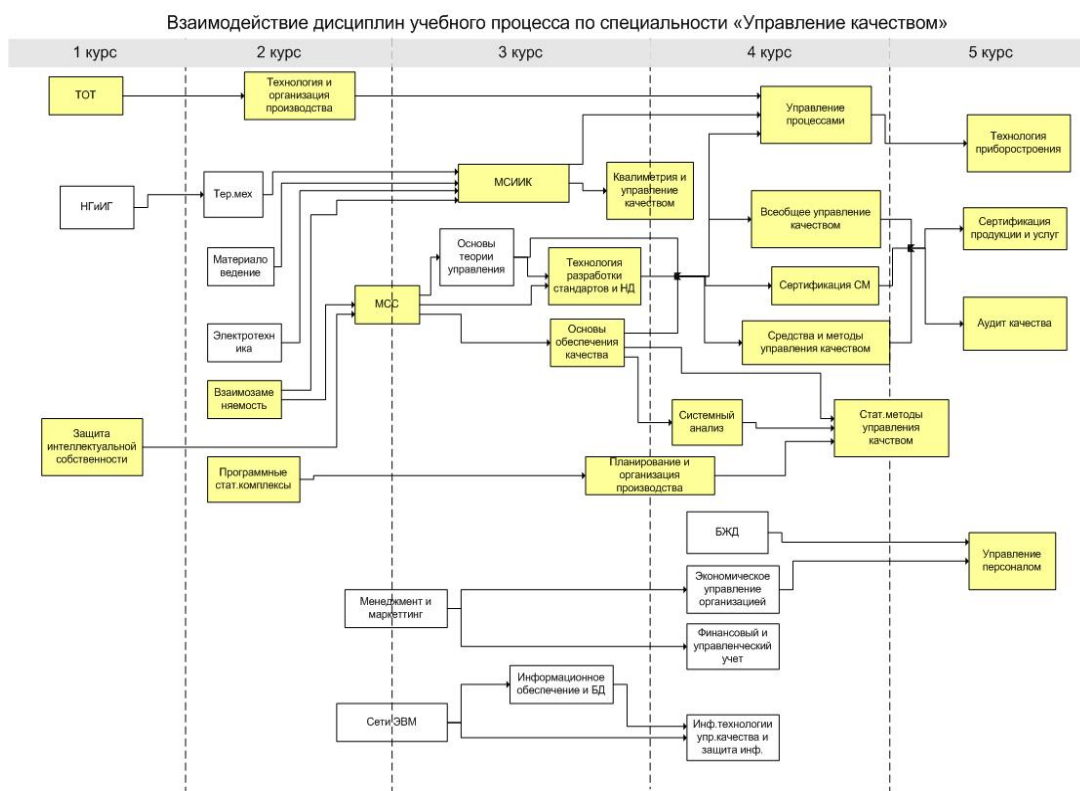 Взаимодействие дисциплин учебного процесса по специальности «Управление качеством»
1 курс
2 курс
3 курс
4 курс
5 курс
ТОТ
Технология и
организация
производства
Управление
процессами
Технология
приборостроения
НГиИГ
Тер.мех
МСИИК
Квалиметрия и
управление
качеством
Всеобщее управление
качеством
Сертификация
продукции и услуг
Материало
ведение
Основы
теории
управления
Технология
разработки
стандартов и НД
Сертификация СМ
МСС
Электротехн
ика
Основы
обеспечения
качества
Средства и методы
управления качеством
Аудит качества
Взаимозаме
няемость
Защита
интеллектуальной
собственности
Системный
анализ
Стат.методы
управления
качством
Программные
стат.комплексы
Планирование и
организация
производства
БЖД
Управление
персоналом
Менеджмент и
маркеттинг
Экономическое
управление
организацией
Финансовый и
управленческий
учет
Информационное
обеспечение и БД
Сети ЭВМ
Инф.технологии
упр.качества и
защита инф.